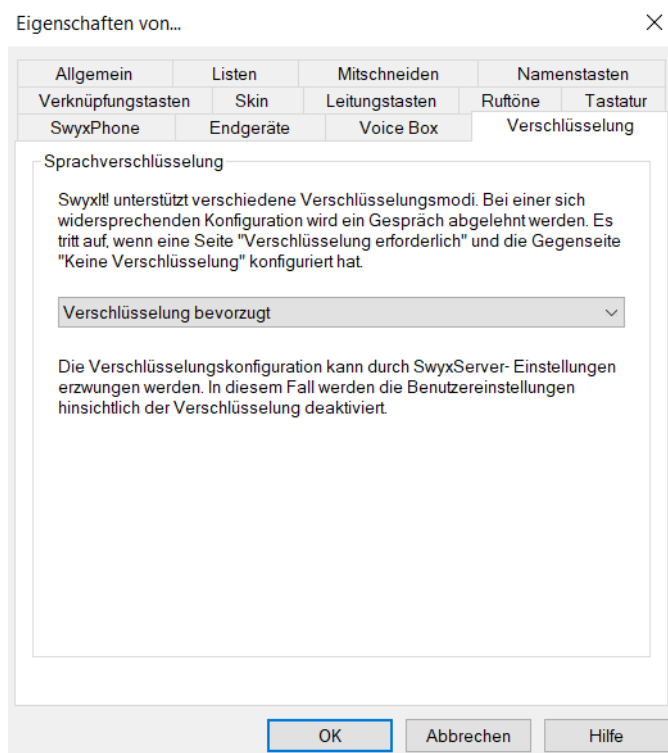 Eigenschaften von...
Allgemein Listen Mitschneiden Namenstasten
Verknüpfungstasten Skin Leitungstasten Ruftöne Tastatur
SwyxPhone Endgeräte Voice Box Verschlüsselung
Sprachverschlüsselung
SwyxIt! unterstützt verschiedene Verschlüsselungsmodi. Bei einer sich
widersprechenden Konfiguration wird ein Gespräch abgelehnt werden. Es
tritt auf, wenn eine Seite "Verschlüsselung erforderlich" und die Gegenseite
"Keine Verschlüsselung" konfiguriert hat.
Verschlüsselung bevorzugt
Die Verschlüsselungskonfiguration kann durch SwyxServer- Einstellungen
erzwungen werden. In diesem Fall werden die Benutzereinstellungen
hinsichtlich der Verschlüsselung deaktiviert.
OK Abbrechen Hilfe